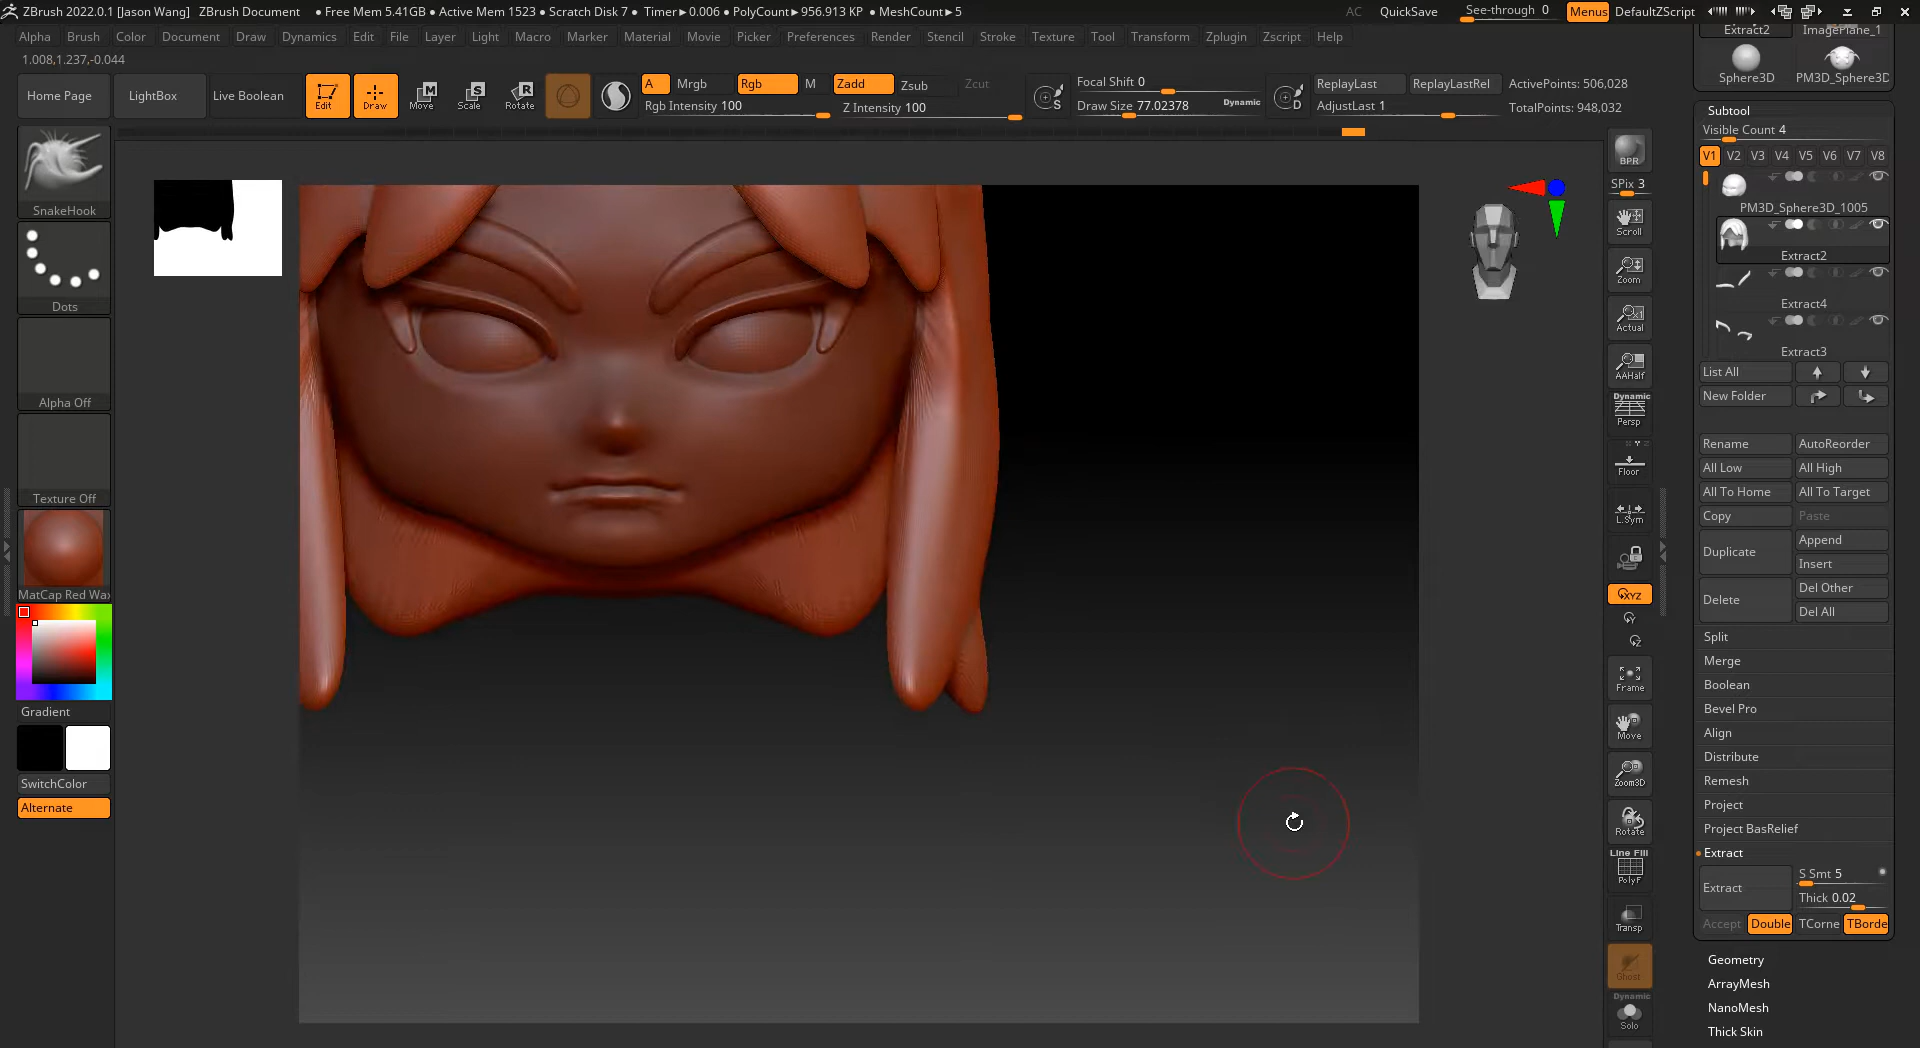 ZBrush 2022.0.1 [Jason Wang] ZBrush Document ● Free Mem 5.41GB ● Active Mem 1523 ● Scratch Disk 7 ● Timer►0.006 ● PolyCount►956.913 KP ● MeshCount►5 AC QuickSave See-through 0 Menus DefaultZScript
Alpha Brush Color Document Draw Dynamics Edit File Layer Light Macro Marker Material Movie Picker Preferences Render Stencil Stroke Texture Tool Transform Zplugin Zscript Help
1.008,1.237,-0.044
Home Page LightBox Live Boolean Edit Draw Move Scale Rotate
A Mrgb Rgb M Zadd Zsub Zcut
Rgb Intensity 100 Z Intensity 100
Focal Shift 0
Draw Size 77.02378 Dynamic
ReplayLast ReplayLastRel
AdjustLast 1
ActivePoints: 506,028
TotalPoints: 948,032
SnakeHook
Dots
Alpha Off
Texture Off
MatCap Red Wax
Gradient
SwitchColor
Alternate
BPR
SPix 3
Scroll
Zoom
Actual
AAHalf
Dynamic
Persp
Floor
L.Sym
XYZ
Y
Z
Frame
Move
Zoom3D
Rotate
Line Fill
PolyF
Transp
Ghost
Dynamic
Solo
Extract2 ImagePlane_1
Sphere3D PM3D_Sphere3D
Subtool
Visible Count 4
V1 V2 V3 V4 V5 V6 V7 V8
PM3D_Sphere3D_1005
Extract2
Extract4
Extract3
List All
New Folder
Rename AutoReorder
All Low All High
All To Home All To Target
Copy Paste
Duplicate Append
Insert
Delete Del Other
Del All
Split
Merge
Boolean
Bevel Pro
Align
Distribute
Remesh
Project
Project BasRelief
Extract
Extract S Smt 5
Thick 0.02
Accept Double TCorne TBorde
Geometry
ArrayMesh
NanoMesh
Thick Skin